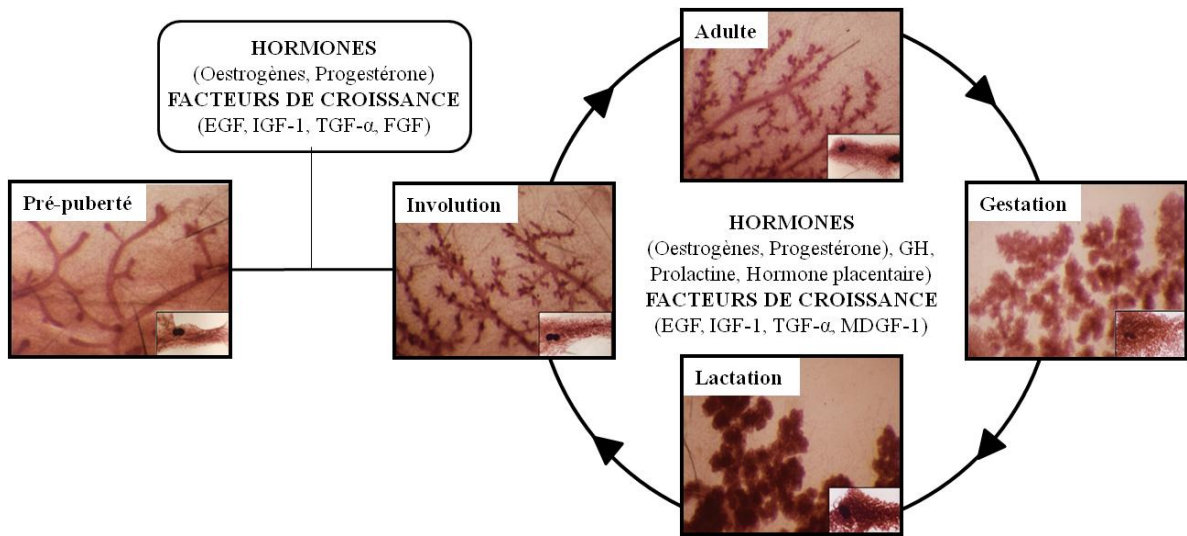 HORMONES
(Oestrogènes, Progestérone)
FACTEURS DE CROISSANCE
(EGF, IGF-1, TGF-α, FGF)
Pré-puberté
Involution
Adulte
Gestation
HORMONES
(Oestrogènes, Progestérone), GH,
Prolactine, Hormone placentaire)
FACTEURS DE CROISSANCE
(EGF, IGF-1, TGF-α, MDGF-1)
Lactation